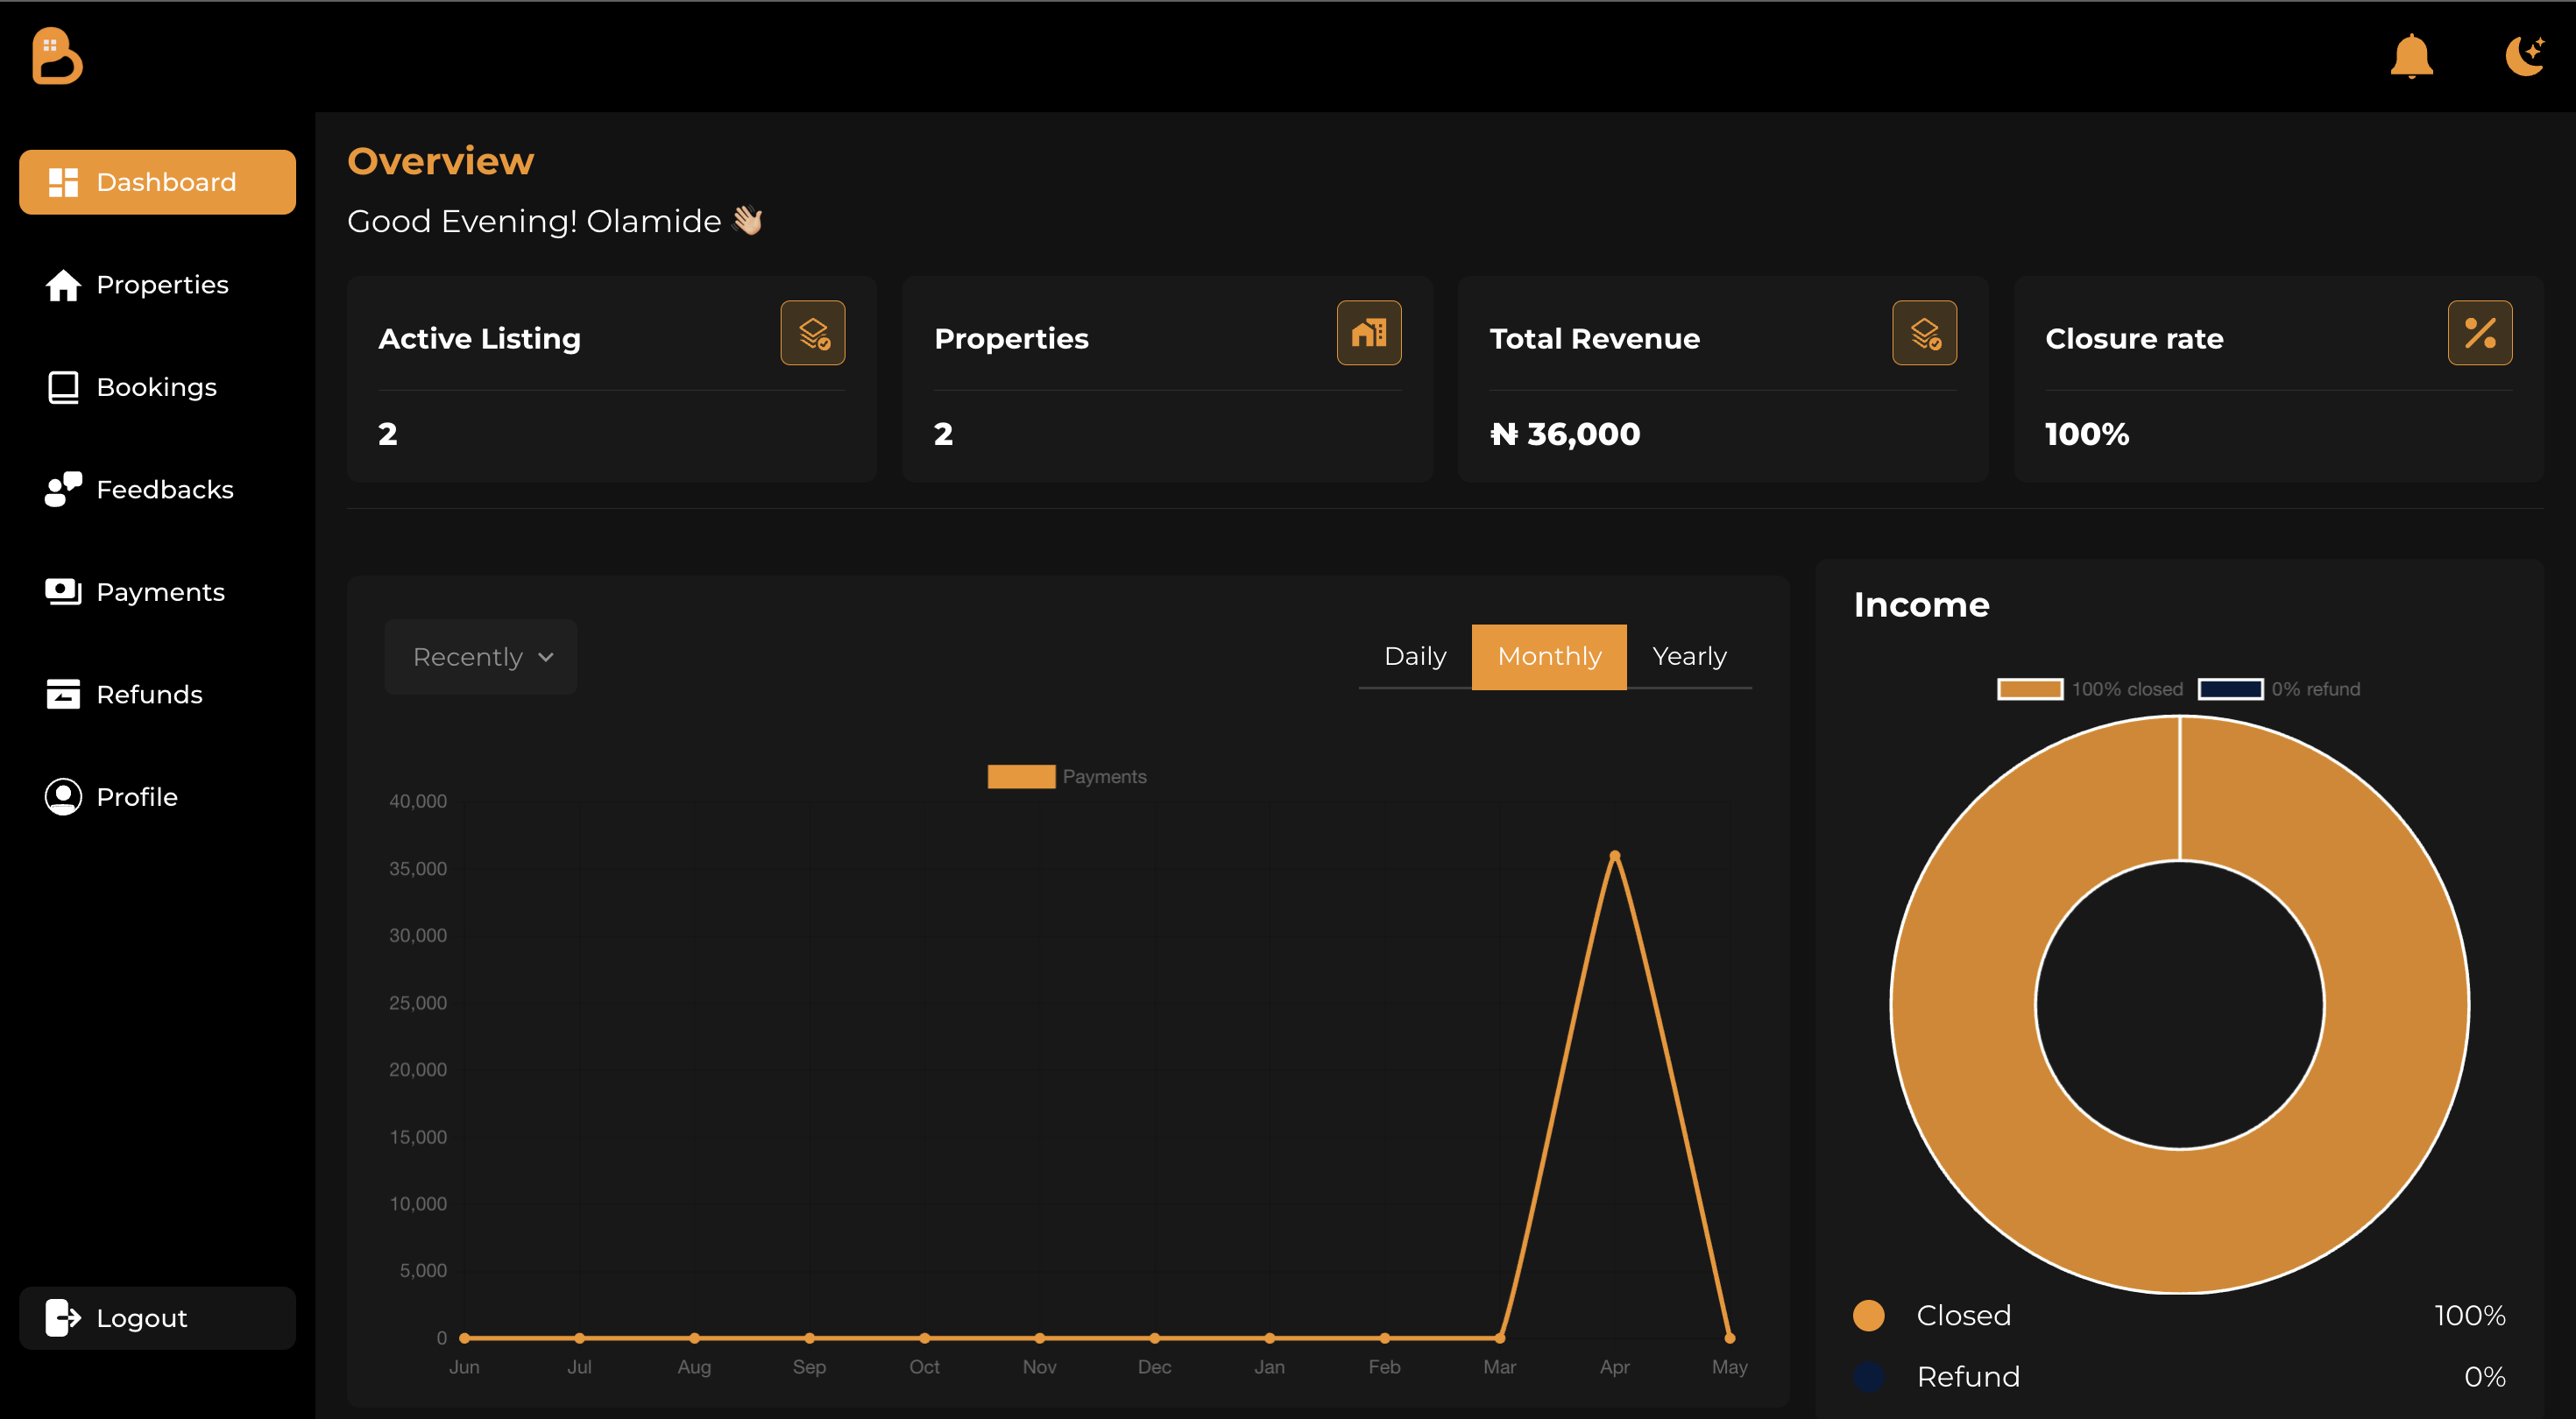 Dashboard
Properties
Bookings
Feedbacks
Payments
Refunds
Profile
Logout
Overview
Good Evening! Olamide 👋🏻
Active Listing
2
Properties
2
Total Revenue
₦ 36,000
Closure rate
100%
Recently
Daily Monthly Yearly
Payments
40,000
35,000
30,000
25,000
20,000
15,000
10,000
5,000
0
Jun Jul Aug Sep Oct Nov Dec Jan Feb Mar Apr May
Income
100% closed 0% refund
Closed 100%
Refund 0%